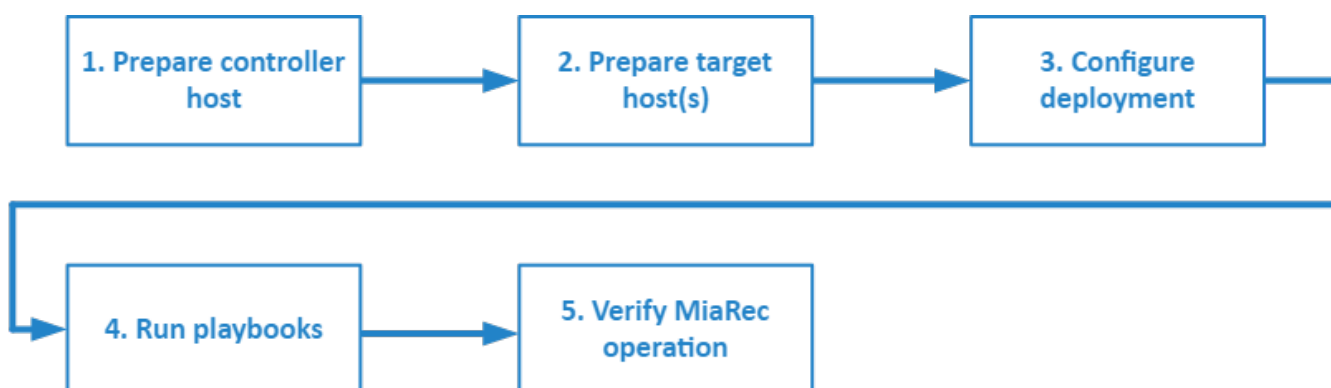 1. Prepare controller
host
2. Prepare target
host(s)
3. Configure
deployment
4. Run playbooks
5. Verify MiaRec
operation